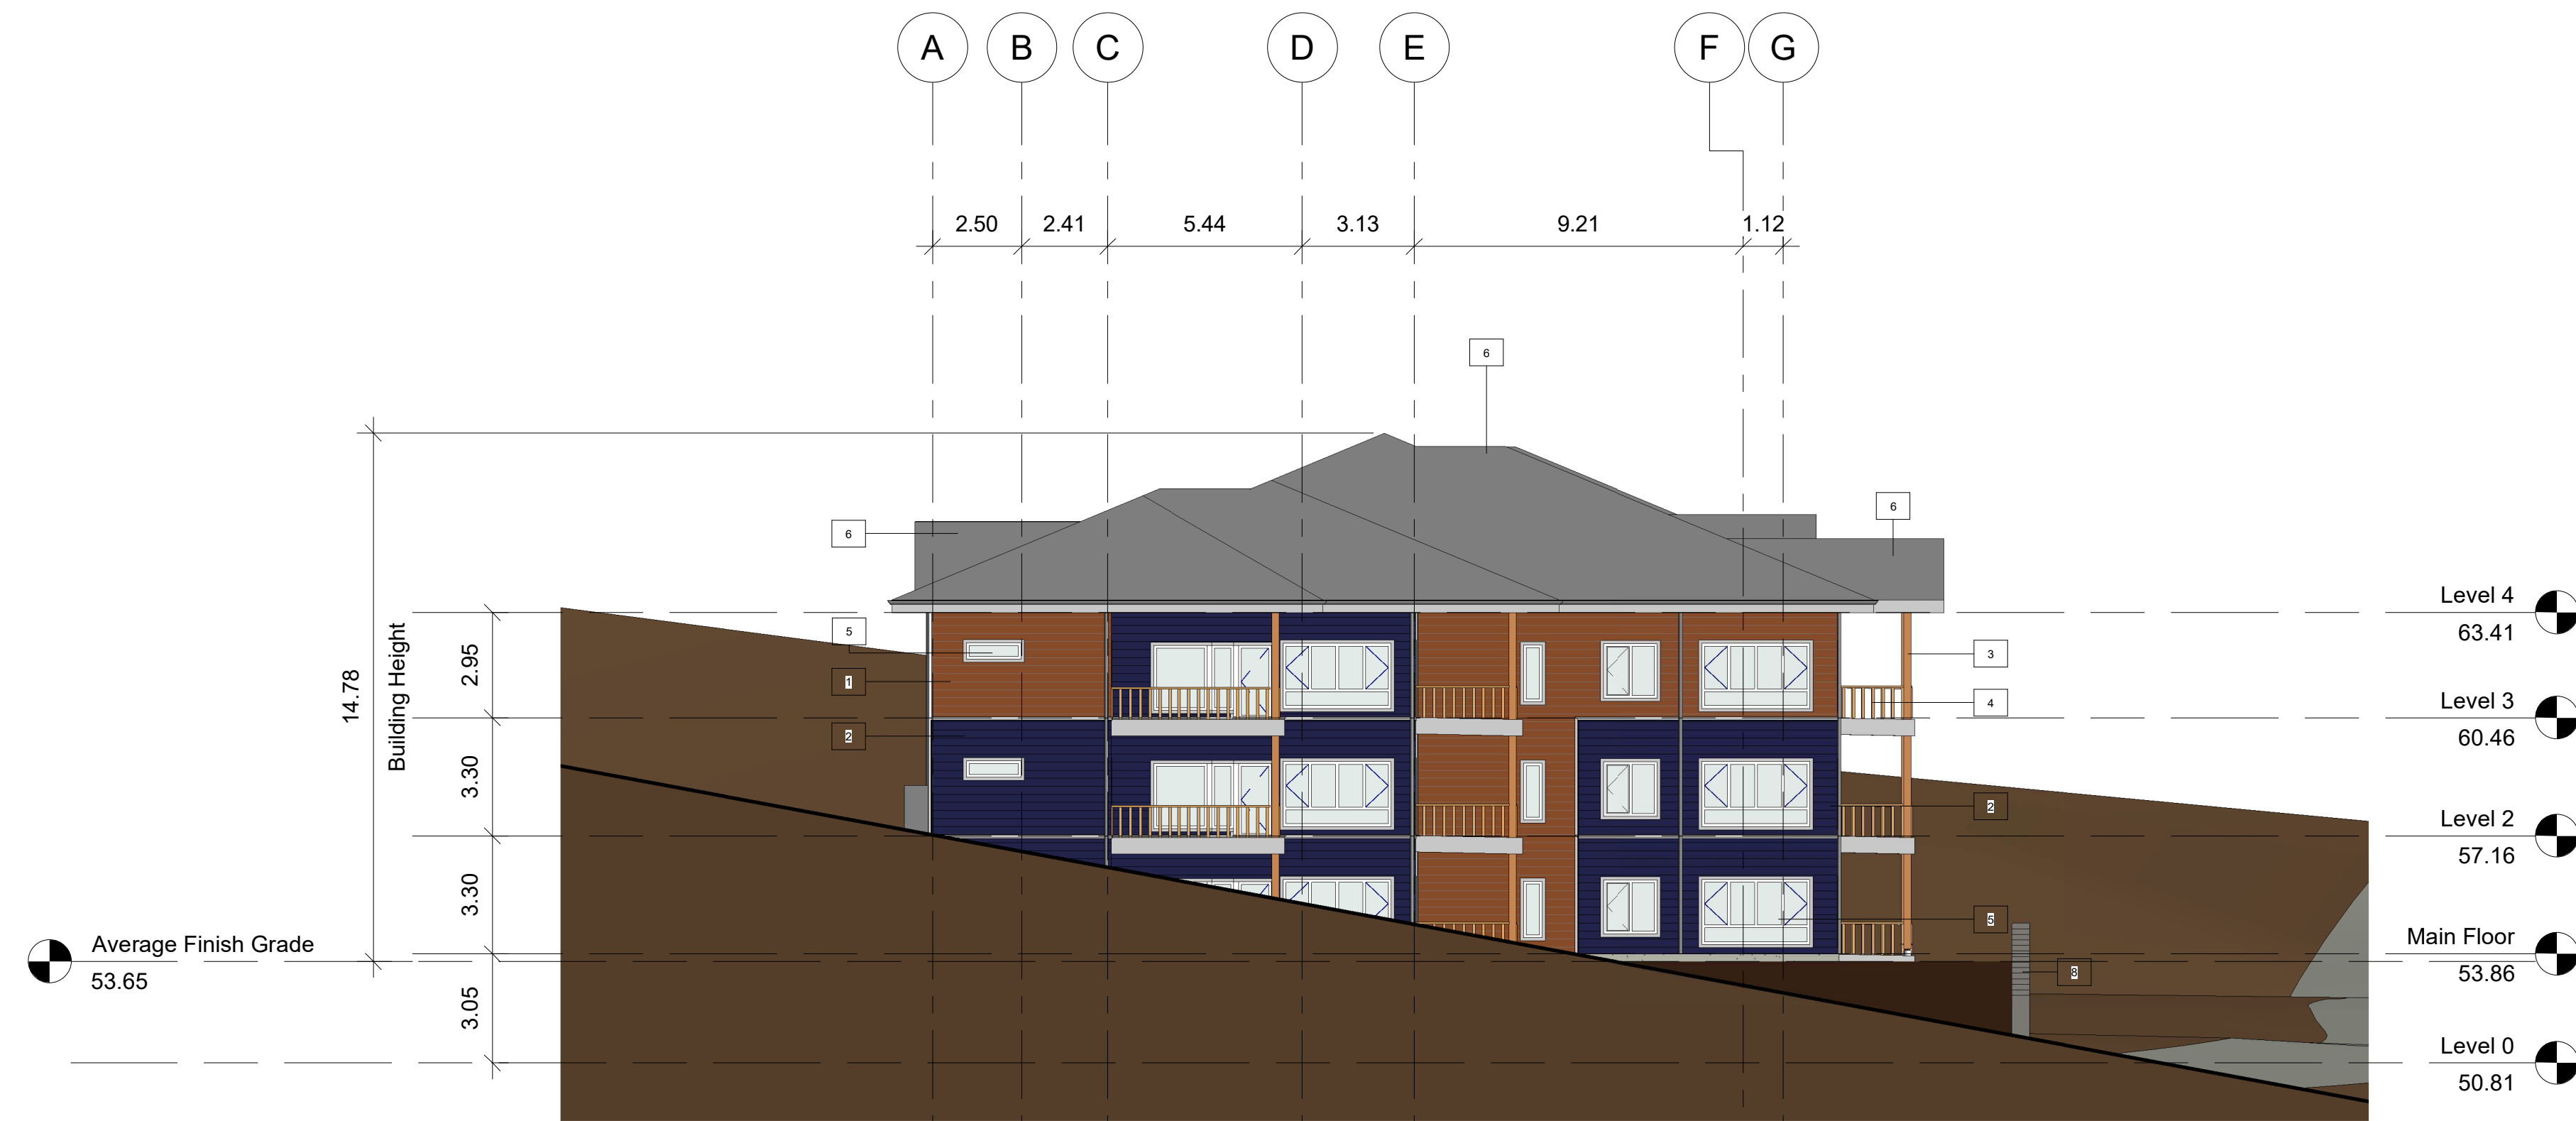 A B C D E F G
2.50 2.41 5.44 3.13 9.21 1.12
6
6
6
5
1
2
3
4
2
5
8
14.78
Building Height
2.95
3.30
3.30
3.05
Average Finish Grade
53.65
Level 4
63.41
Level 3
60.46
Level 2
57.16
Main Floor
53.86
Level 0
50.81